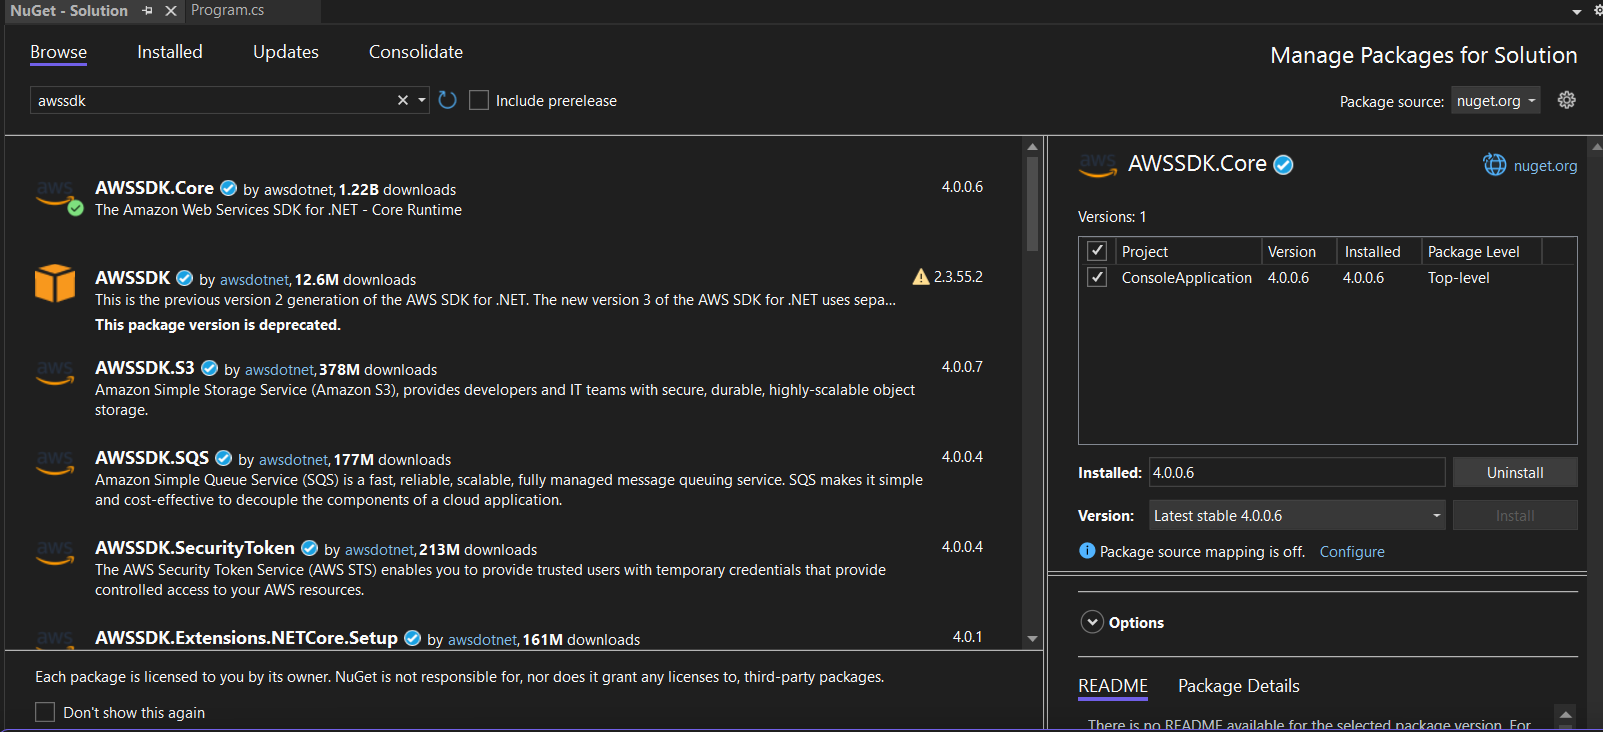 NuGet - Solution
Program.cs
Browse Installed Updates Consolidate
Manage Packages for Solution
awssdk
Include prerelease
Package source: nuget.org
AWSSDK.Core by awsdotnet, 1.22B downloads 4.0.0.6
The Amazon Web Services SDK for .NET - Core Runtime
AWSSDK by awsdotnet, 12.6M downloads 2.3.55.2
This is the previous version 2 generation of the AWS SDK for .NET. The new version 3 of the AWS SDK for .NET uses sepa...
This package version is deprecated.
aws
AWSSDK.S3 by awsdotnet, 378M downloads 4.0.0.7
Amazon Simple Storage Service (Amazon S3), provides developers and IT teams with secure, durable, highly-scalable object
storage.
aws
AWSSDK.SQS by awsdotnet, 177M downloads 4.0.0.4
Amazon Simple Queue Service (SQS) is a fast, reliable, scalable, fully managed message queuing service. SQS makes it simple
and cost-effective to decouple the components of a cloud application.
aws
AWSSDK.SecurityToken by awsdotnet, 213M downloads 4.0.0.4
The AWS Security Token Service (AWS STS) enables you to provide trusted users with temporary credentials that provide
controlled access to your AWS resources.
aws
AWSSDK.Extensions.NETCore.Setup by awsdotnet, 161M downloads 4.0.1
aws
Each package is licensed to you by its owner. NuGet is not responsible for, nor does it grant any licenses to, third-party packages.
Don't show this again
aws
AWSSDK.Core
nuget.org
Versions: 1
Project Version Installed Package Level
ConsoleApplication 4.0.0.6 4.0.0.6 Top-level
Installed: 4.0.0.6 Uninstall
Version: Latest stable 4.0.0.6 Install
Package source mapping is off. Configure
Options
README Package Details
There is no README available for the selected package version. For